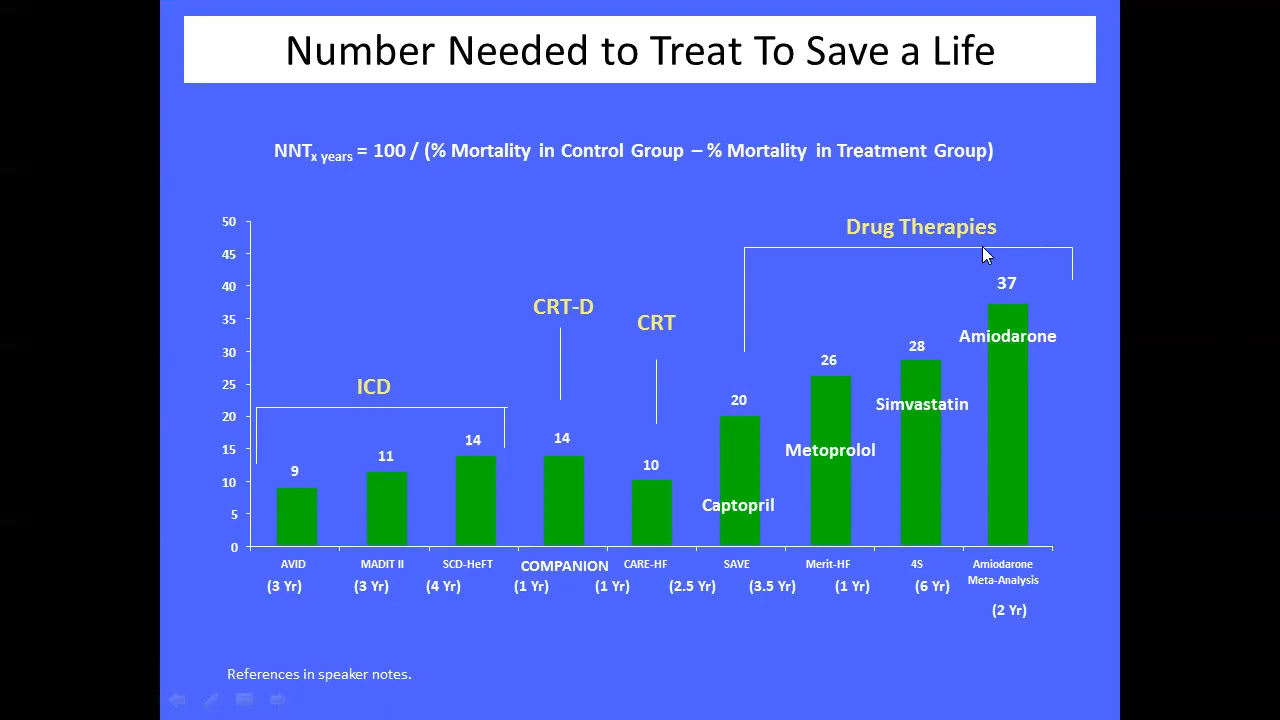 Number Needed to Treat To Save a Life
NNTx years = 100 / (% Mortality in Control Group – % Mortality in Treatment Group)
50
45
40
35
30
25
20
15
10
5
0
ICD
CRT-D
CRT
Drug Therapies
9
11
14
14
10
20
26
28
37
Captopril
Metoprolol
Simvastatin
Amiodarone
AVID
MADIT II
SCD-HeFT
COMPANION
CARE-HF
SAVE
Merit-HF
4S
Amiodarone
Meta-Analysis
(3 Yr)
(3 Yr)
(4 Yr)
(1 Yr)
(1 Yr)
(2.5 Yr)
(3.5 Yr)
(1 Yr)
(6 Yr)
(2 Yr)
References in speaker notes.